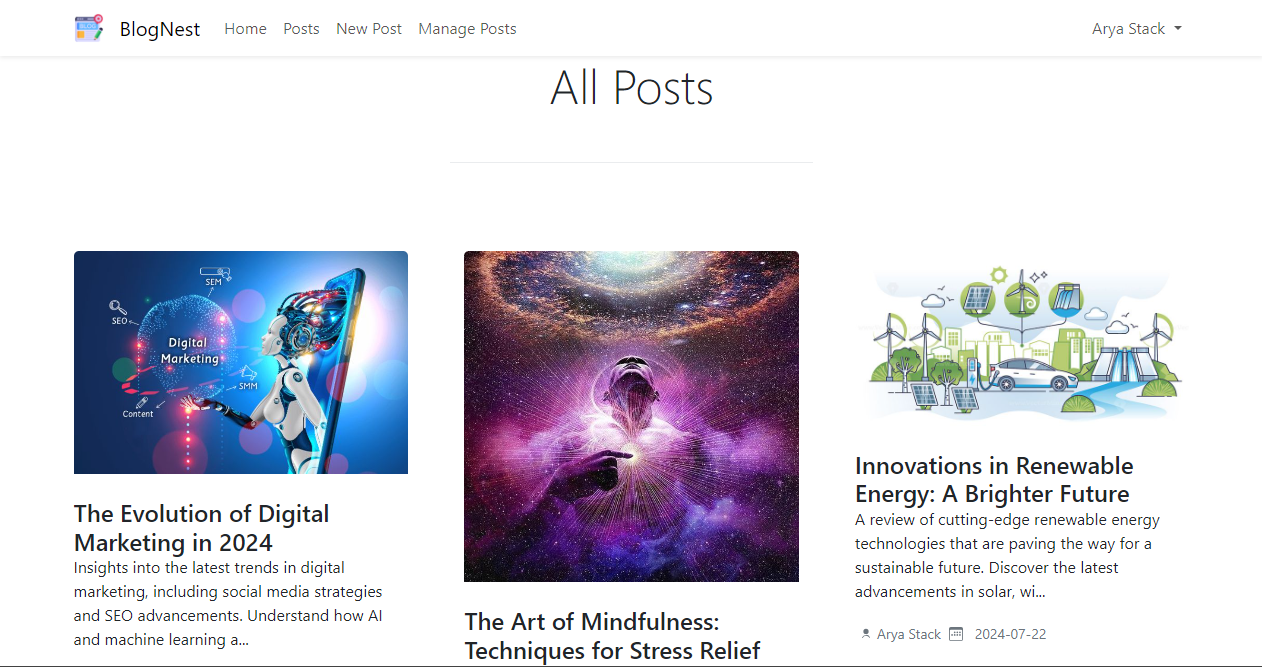 BlogNest Home Posts New Post Manage Posts Arya Stack
All Posts
SEM
SEO
Digital
Marketing
SMM
Content
The Evolution of Digital
Marketing in 2024
Insights into the latest trends in digital
marketing, including social media strategies
and SEO advancements. Understand how AI
and machine learning a...
The Art of Mindfulness:
Techniques for Stress Relief
Innovations in Renewable
Energy: A Brighter Future
A review of cutting-edge renewable energy
technologies that are paving the way for a
sustainable future. Discover the latest
advancements in solar, wi...
Arya Stack 2024-07-22